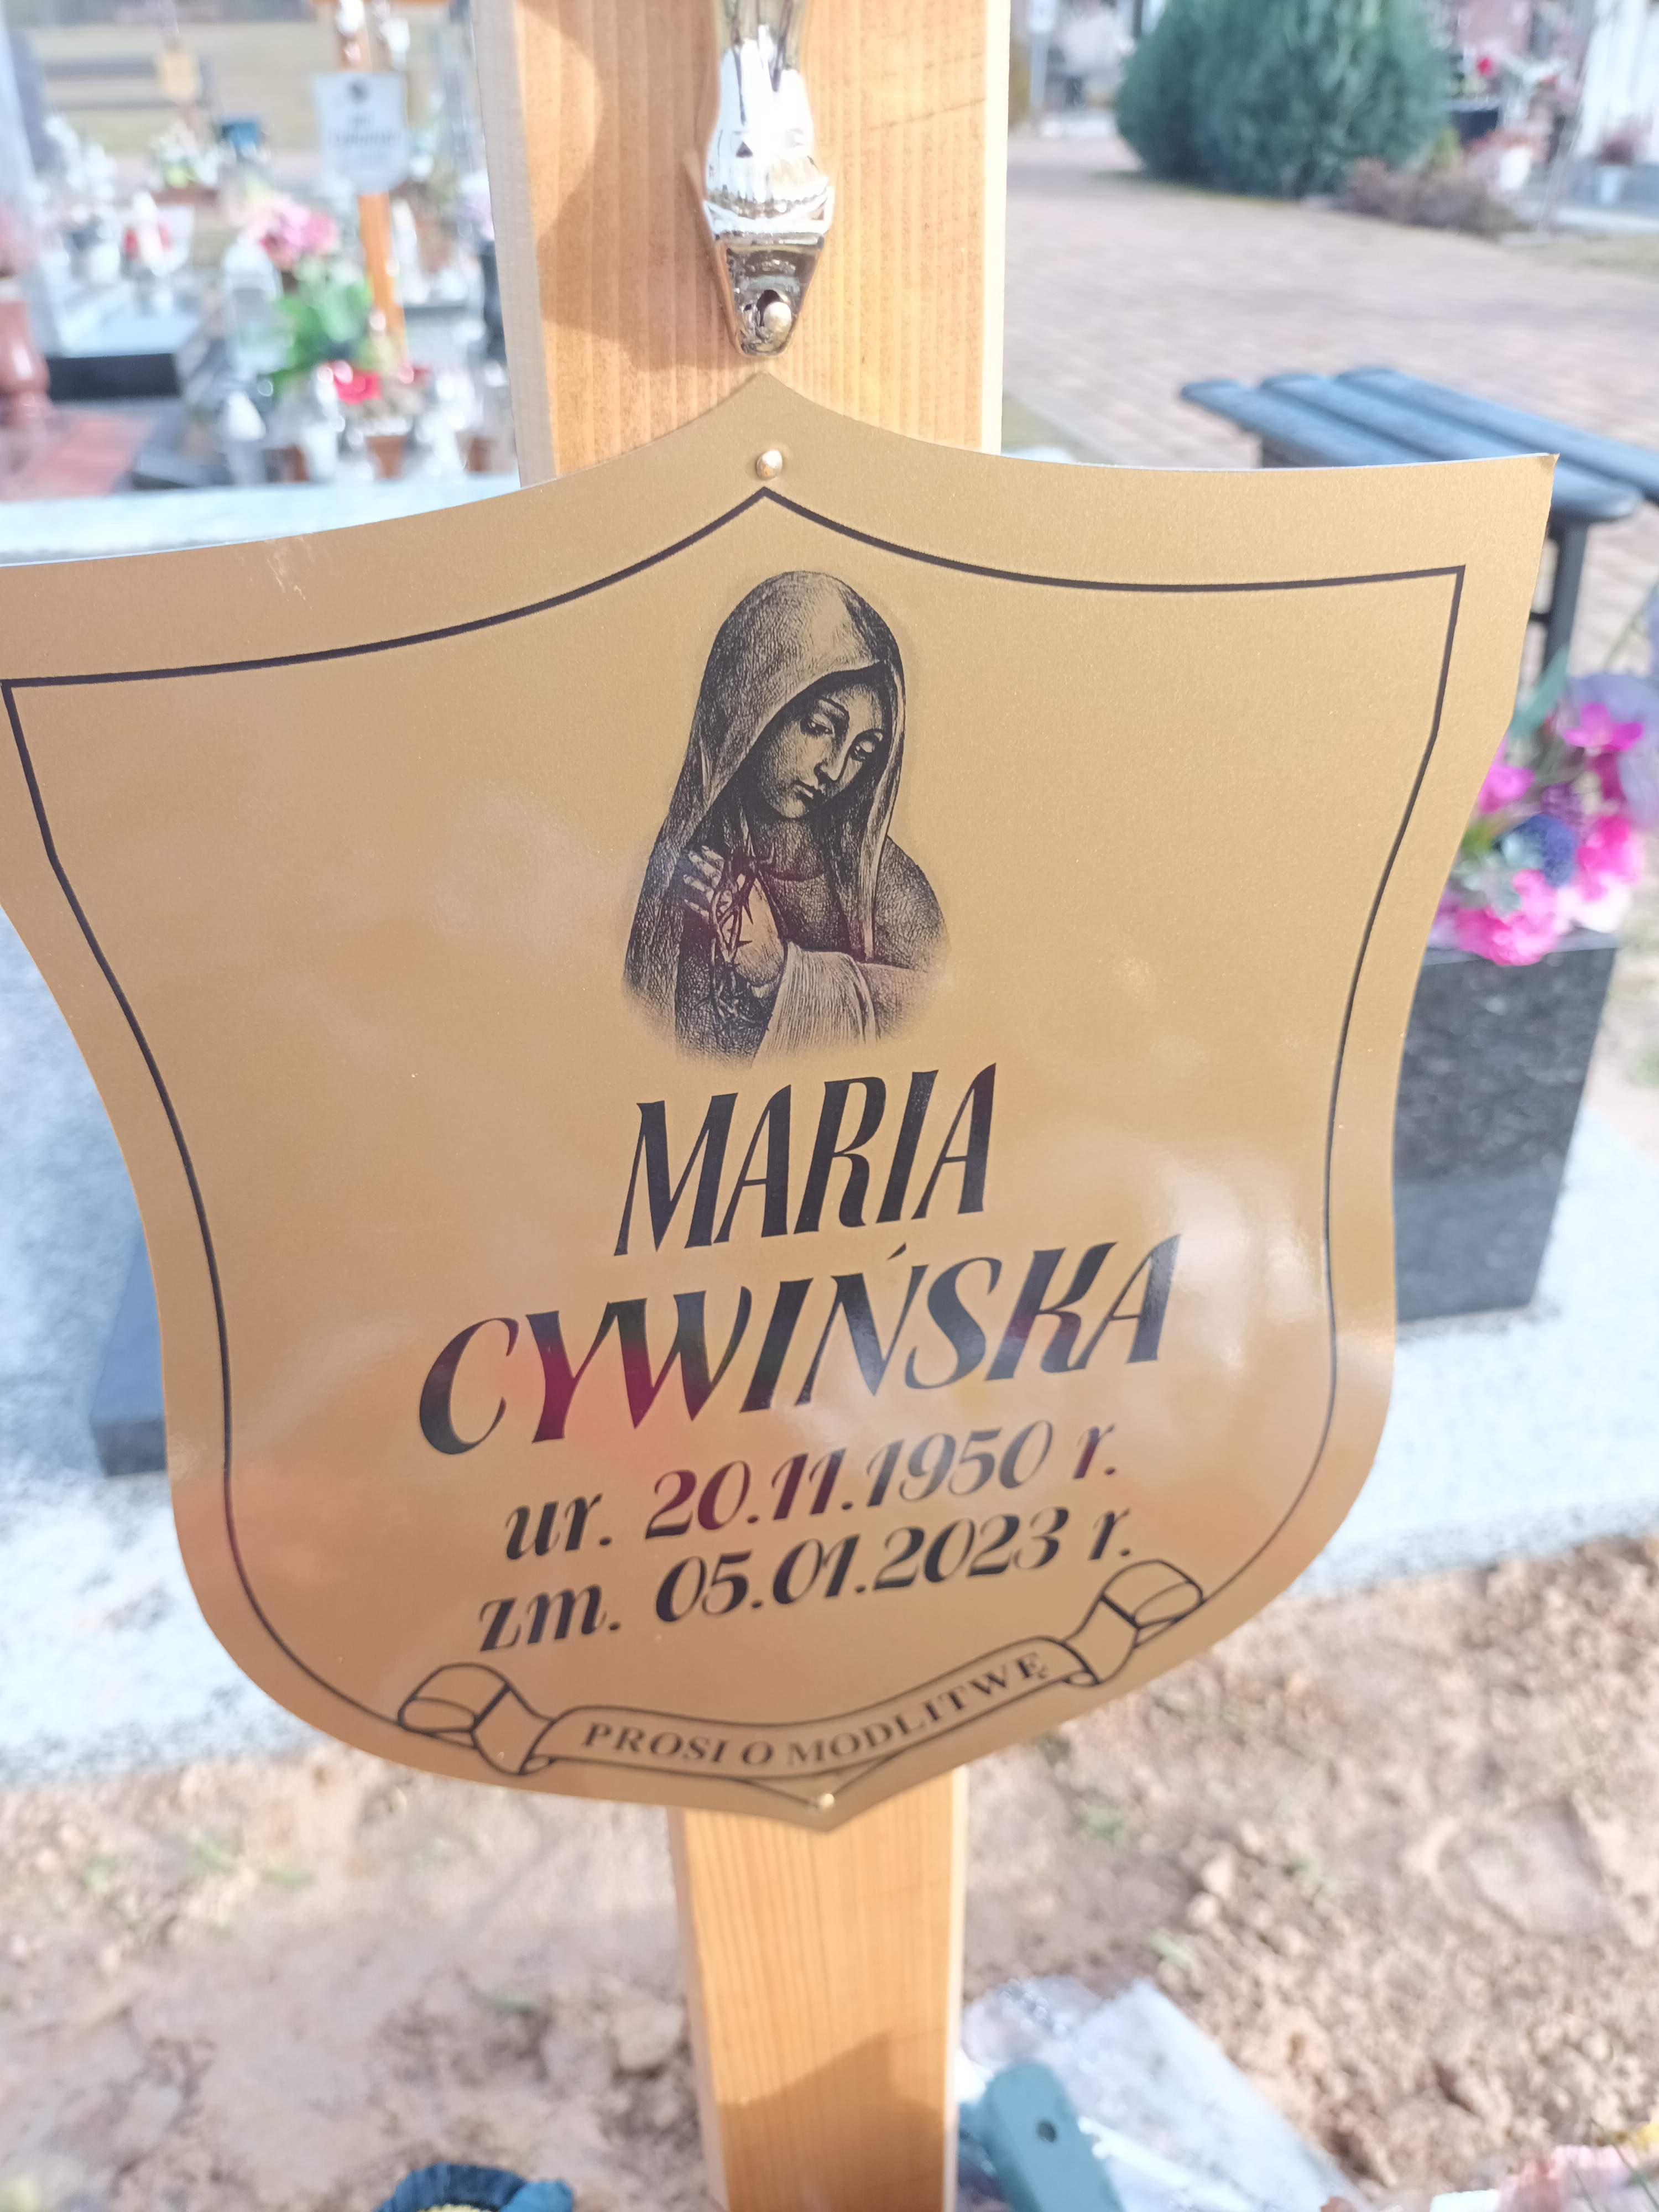 MARIA
CYWIŃSKA
ur. 20.11.1950 r.
zm. 05.01.2023 r.
PROSI O MODLITWĘ